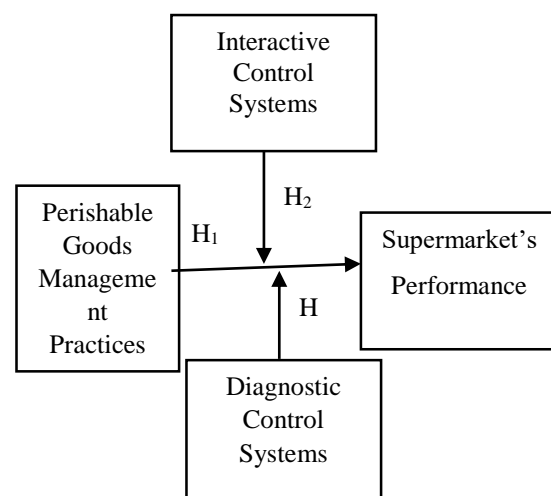 Interactive
Control
Systems
H₂
Perishable
Goods
Manageme
nt
Practices
H₁
Supermarket's
Performance
H
Diagnostic
Control
Systems